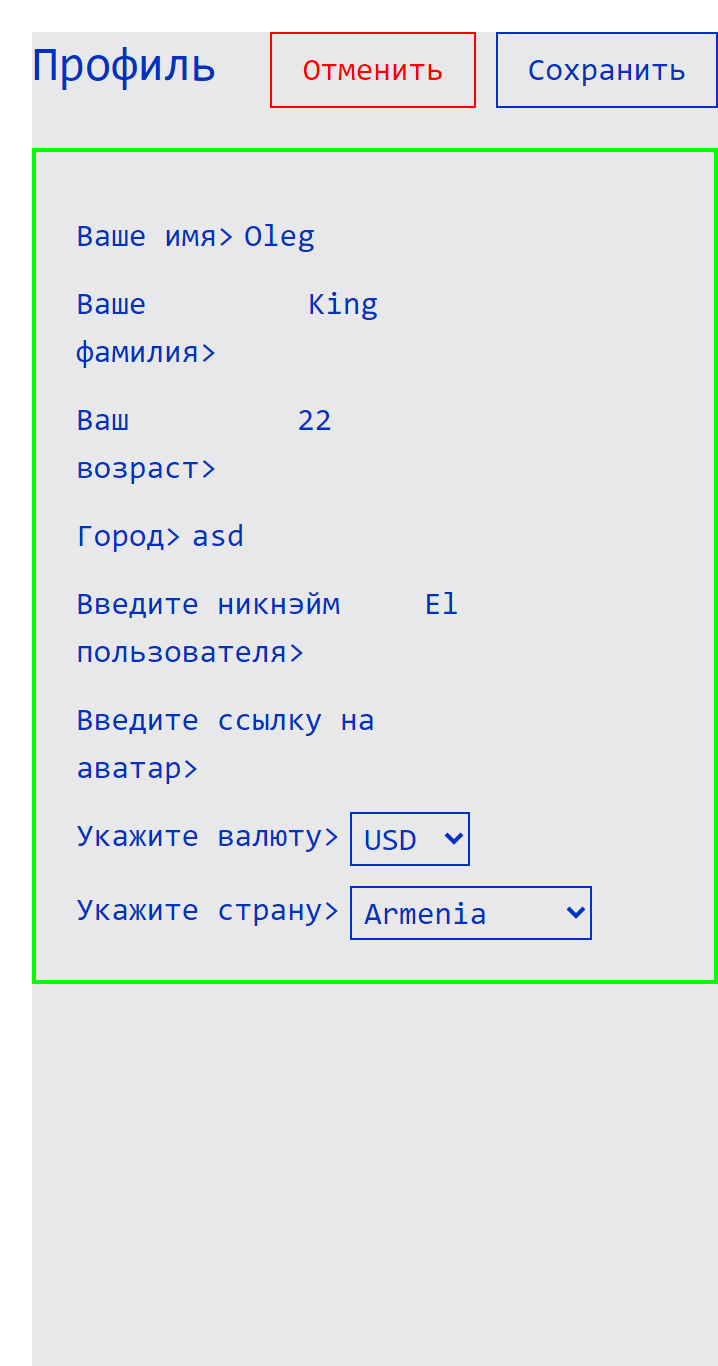 Профиль Отменить Сохранить
Ваше имя> Oleg
Ваше King
фамилия>
Ваш 22
возраст>
Город> asd
Введите никнэйм El
пользователя>
Введите ссылку на
аватар>
Укажите валюту> USD
Укажите страну> Armenia